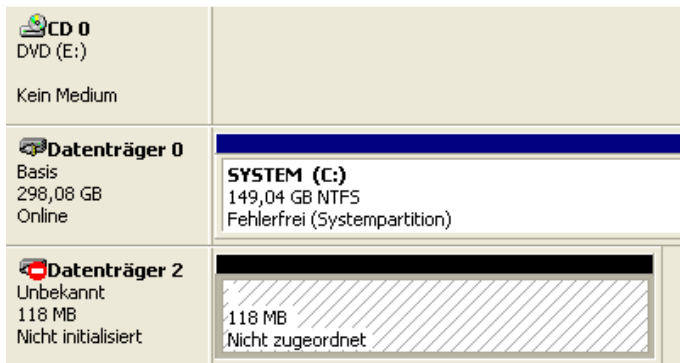 CD 0
DVD (E:)
Kein Medium
Datenträger 0
Basis
298,08 GB
Online
SYSTEM (C:)
149,04 GB NTFS
Fehlerfrei (Systempartition)
Datenträger 2
Unbekannt
118 MB
Nicht initialisiert
118 MB
Nicht zugeordnet